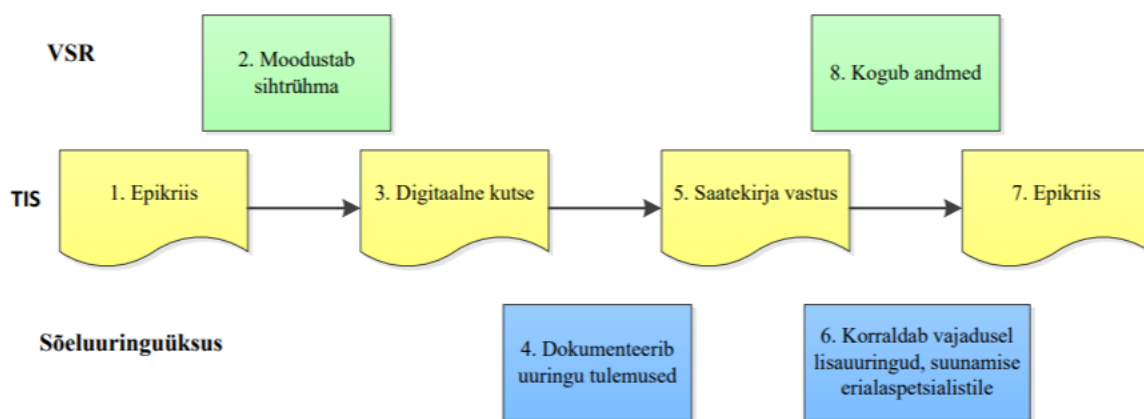 VSR
2. Moodustab
sihtrühma
8. Kogub andmed
TIS
1. Epikriis
3. Digitaalne kutse
5. Saatekirja vastus
7. Epikriis
Sõeluuringuüksus
4. Dokumenteerib
uuringu tulemused
6. Korraldab vajadusel
lisauuringud, suunamise
erialaspetsialistile